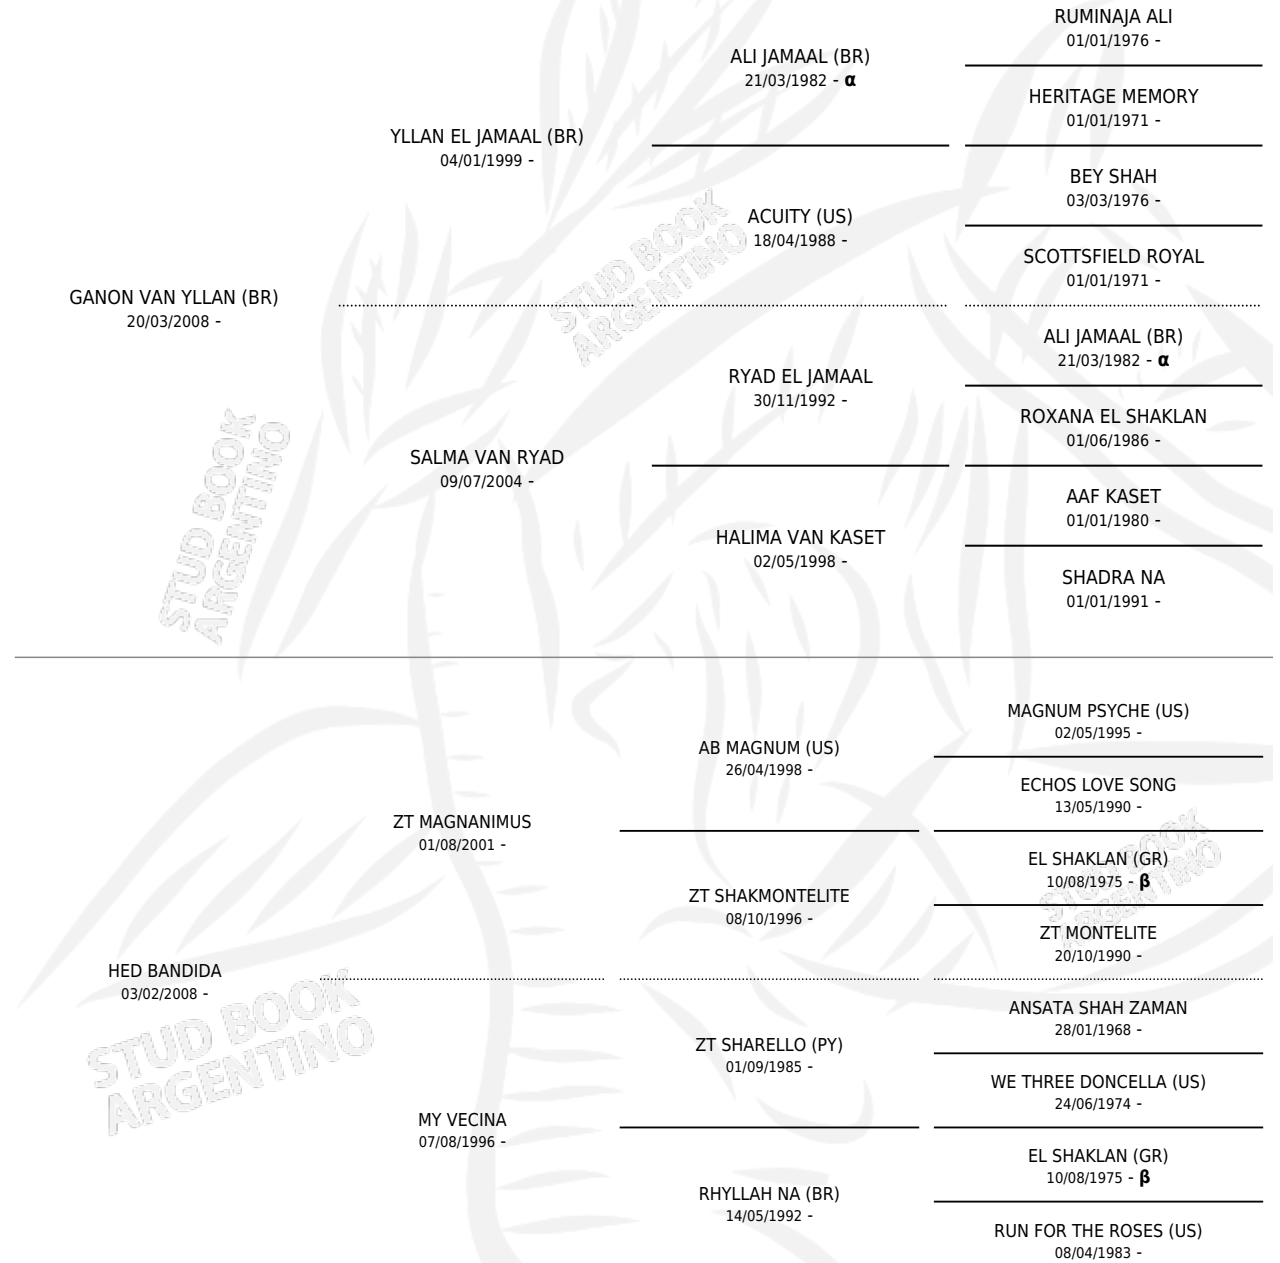 RUMINAJA ALI
01/01/1976 -
ALI JAMAAL (BR)
21/03/1982 - α
HERITAGE MEMORY
01/01/1971 -
YLLAN EL JAMAAL (BR)
04/01/1999 -
BEY SHAH
03/03/1976 -
ACUITY (US)
18/04/1988 -
SCOTTSFIELD ROYAL
01/01/1971 -
GANON VAN YLLAN (BR)
20/03/2008 -
ALI JAMAAL (BR)
21/03/1982 - α
RYAD EL JAMAAL
30/11/1992 -
ROXANA EL SHAKLAN
01/06/1986 -
SALMA VAN RYAD
09/07/2004 -
AAF KASET
01/01/1980 -
HALIMA VAN KASET
02/05/1998 -
SHADRA NA
01/01/1991 -
MAGNUM PSYCHE (US)
02/05/1995 -
AB MAGNUM (US)
26/04/1998 -
ECHOS LOVE SONG
13/05/1990 -
ZT MAGNANIMUS
01/08/2001 -
EL SHAKLAN (GR)
10/08/1975 - β
ZT SHAKMONTELITE
08/10/1996 -
ZT MONTELITE
20/10/1990 -
HED BANDIDA
03/02/2008 -
ANSATA SHAH ZAMAN
28/01/1968 -
ZT SHARELLO (PY)
01/09/1985 -
WE THREE DONCELLA (US)
24/06/1974 -
MY VECINA
07/08/1996 -
EL SHAKLAN (GR)
10/08/1975 - β
RHYLLAH NA (BR)
14/05/1992 -
RUN FOR THE ROSES (US)
08/04/1983 -
STUD BOOK
ARGENTINO
STUD BOOK
ARGENTINO
STUD BOOK
ARGENTINO
STUD BOOK
ARGENTINO